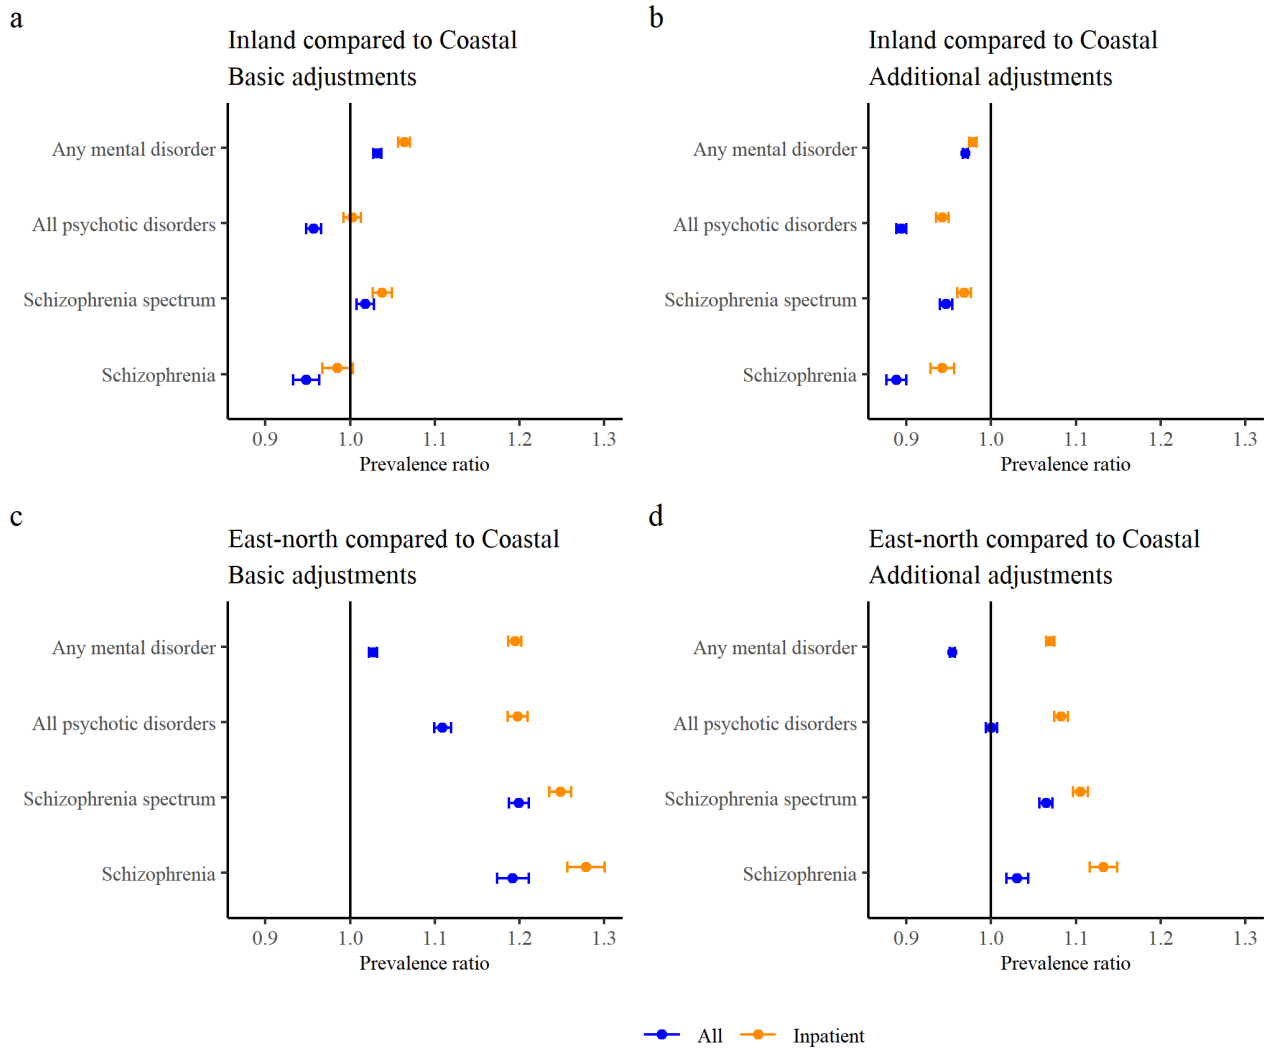 a
Inland compared to Coastal
Basic adjustments
Any mental disorder
All psychotic disorders
Schizophrenia spectrum
Schizophrenia
0.9 1.0 1.1 1.2 1.3
Prevalence ratio
b
Inland compared to Coastal
Additional adjustments
Any mental disorder
All psychotic disorders
Schizophrenia spectrum
Schizophrenia
0.9 1.0 1.1 1.2 1.3
Prevalence ratio
c
East-north compared to Coastal
Basic adjustments
Any mental disorder
All psychotic disorders
Schizophrenia spectrum
Schizophrenia
0.9 1.0 1.1 1.2 1.3
Prevalence ratio
d
East-north compared to Coastal
Additional adjustments
Any mental disorder
All psychotic disorders
Schizophrenia spectrum
Schizophrenia
0.9 1.0 1.1 1.2 1.3
Prevalence ratio
All Inpatient